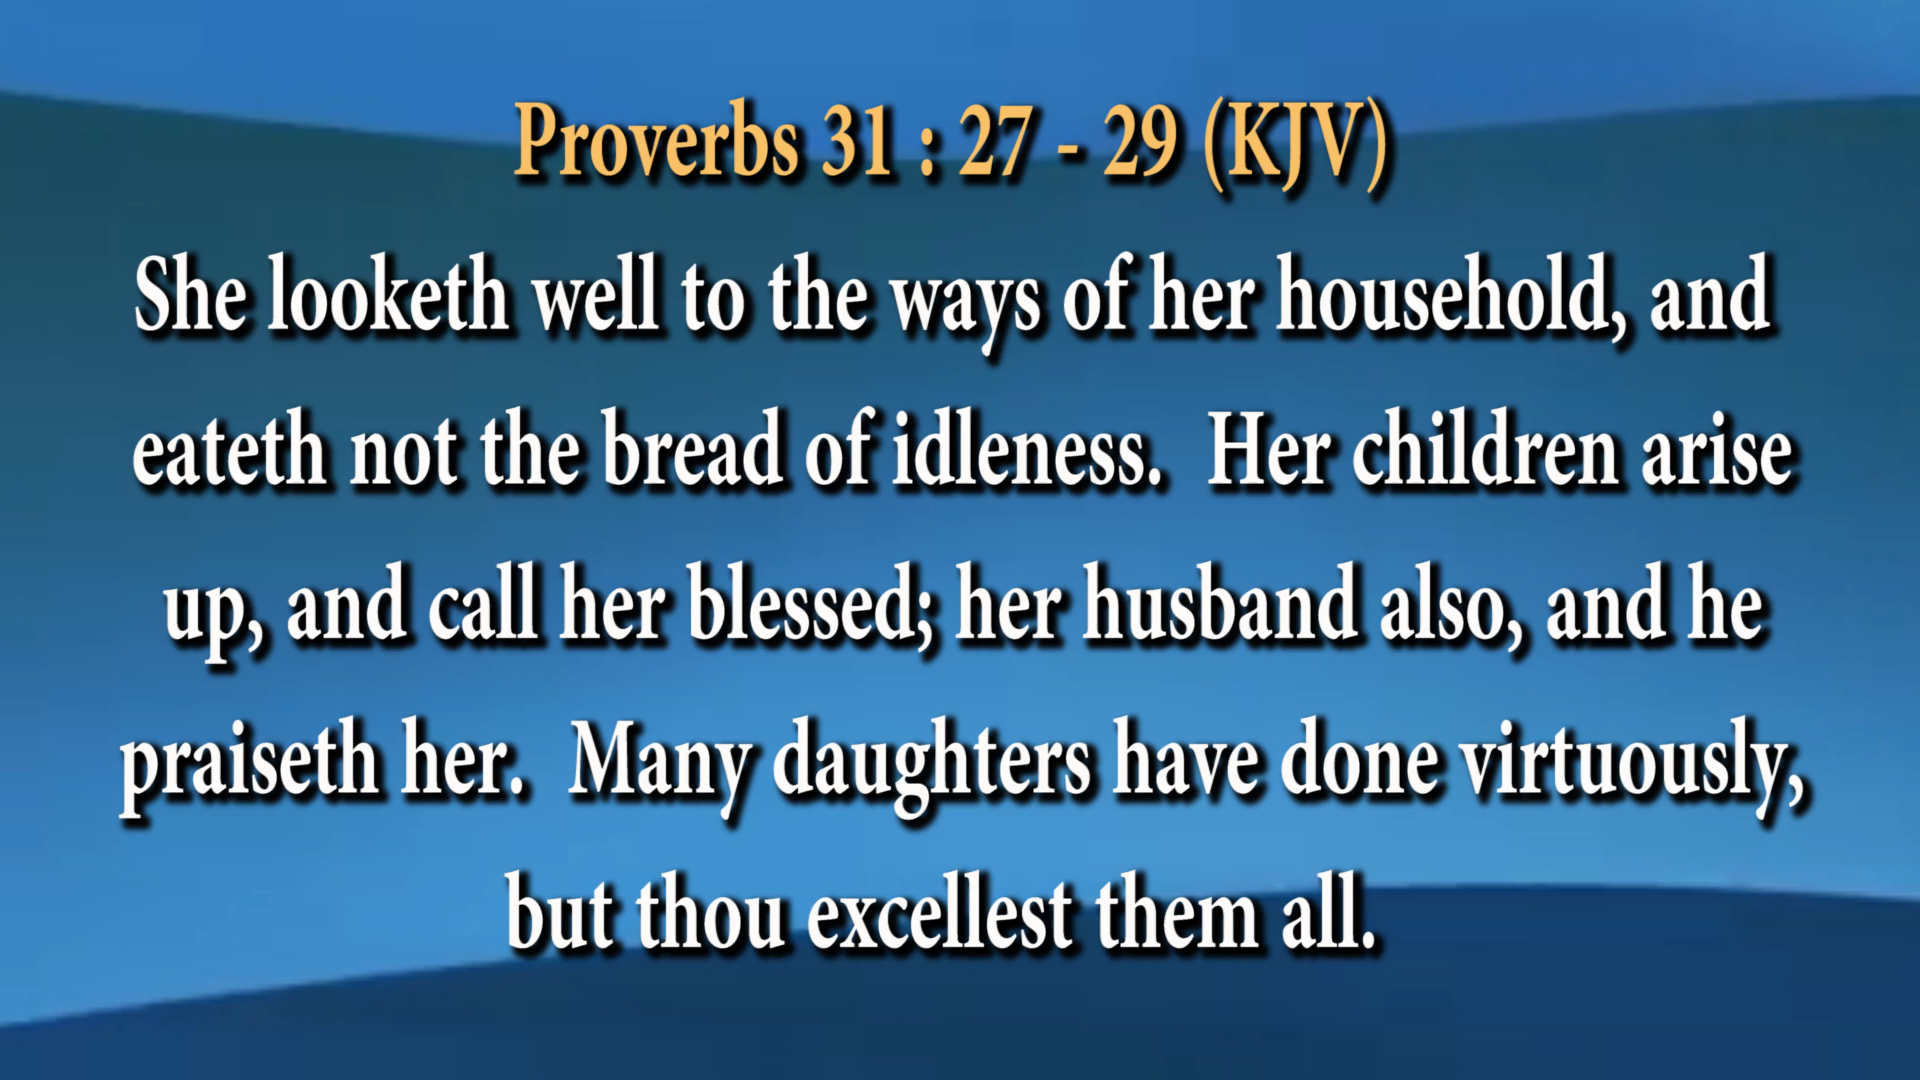 Proverbs 31 : 27 - 29 (KJV)
She looketh well to the ways of her household, and
eateth not the bread of idleness.  Her children arise
up, and call her blessed; her husband also, and he
praiseth her.  Many daughters have done virtuously,
but thou excellest them all.